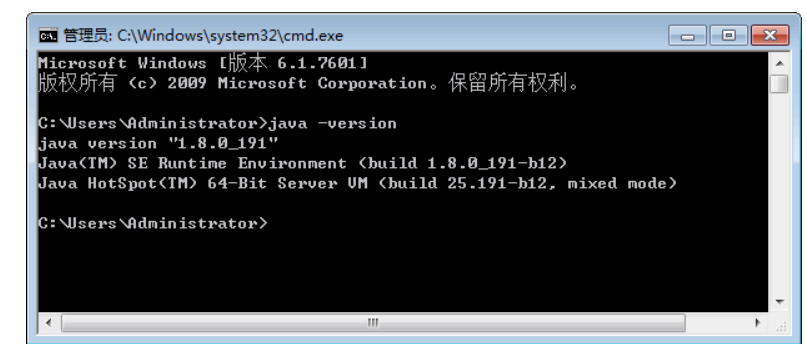 管理员: C:\Windows\system32\cmd.exe
Microsoft Windows [版本 6.1.7601]
版权所有 (c) 2009 Microsoft Corporation。保留所有权利。
C:\Users\Administrator>java -version
java version "1.8.0_191"
Java(TM) SE Runtime Environment (build 1.8.0_191-b12)
Java HotSpot(TM) 64-Bit Server VM (build 25.191-b12, mixed mode)
C:\Users\Administrator>